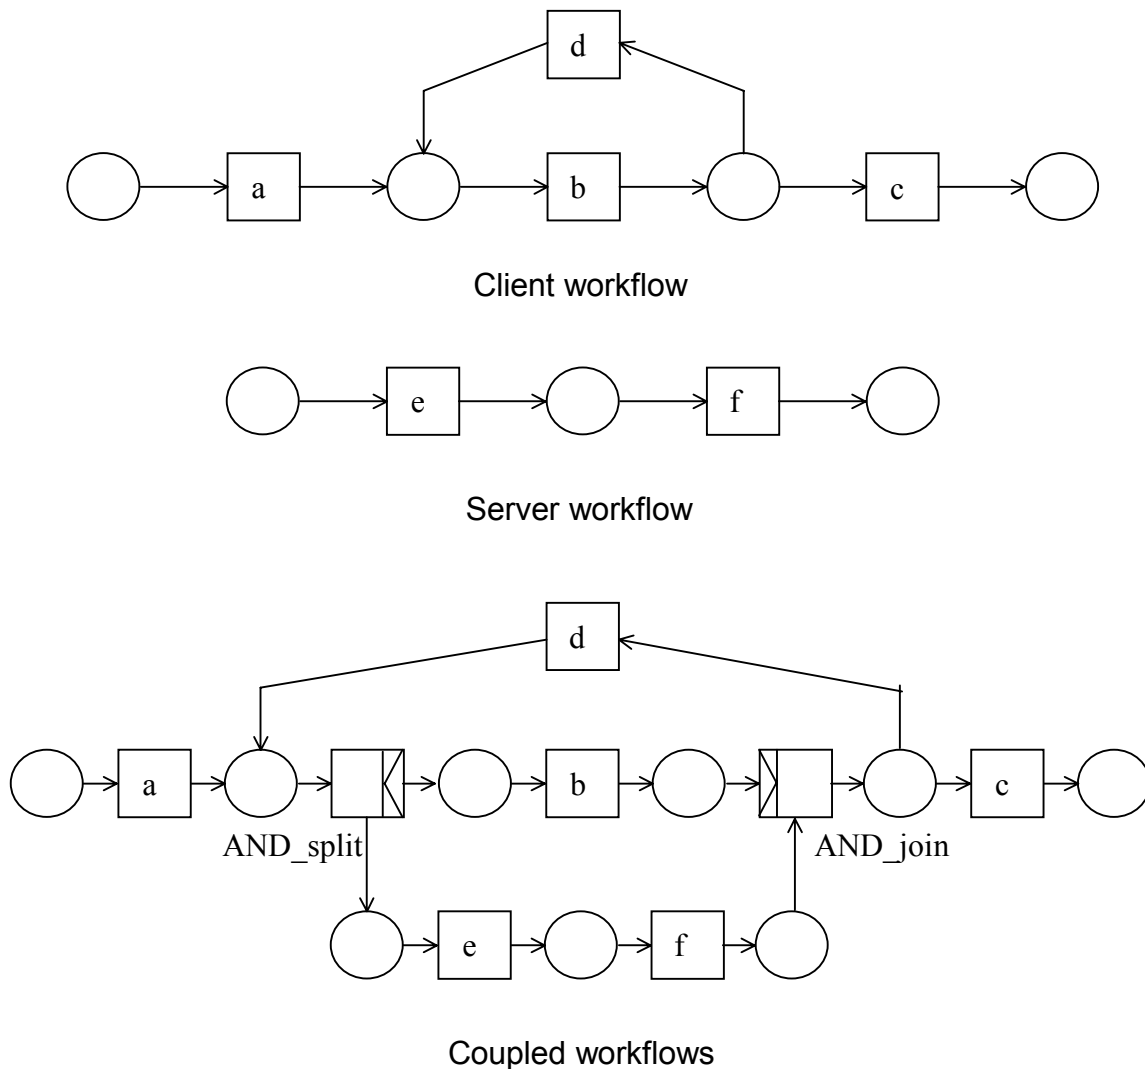 d
a
b
c
Client workflow
e
f
Server workflow
d
a
b
c
AND_split
AND_join
e
f
Coupled workflows